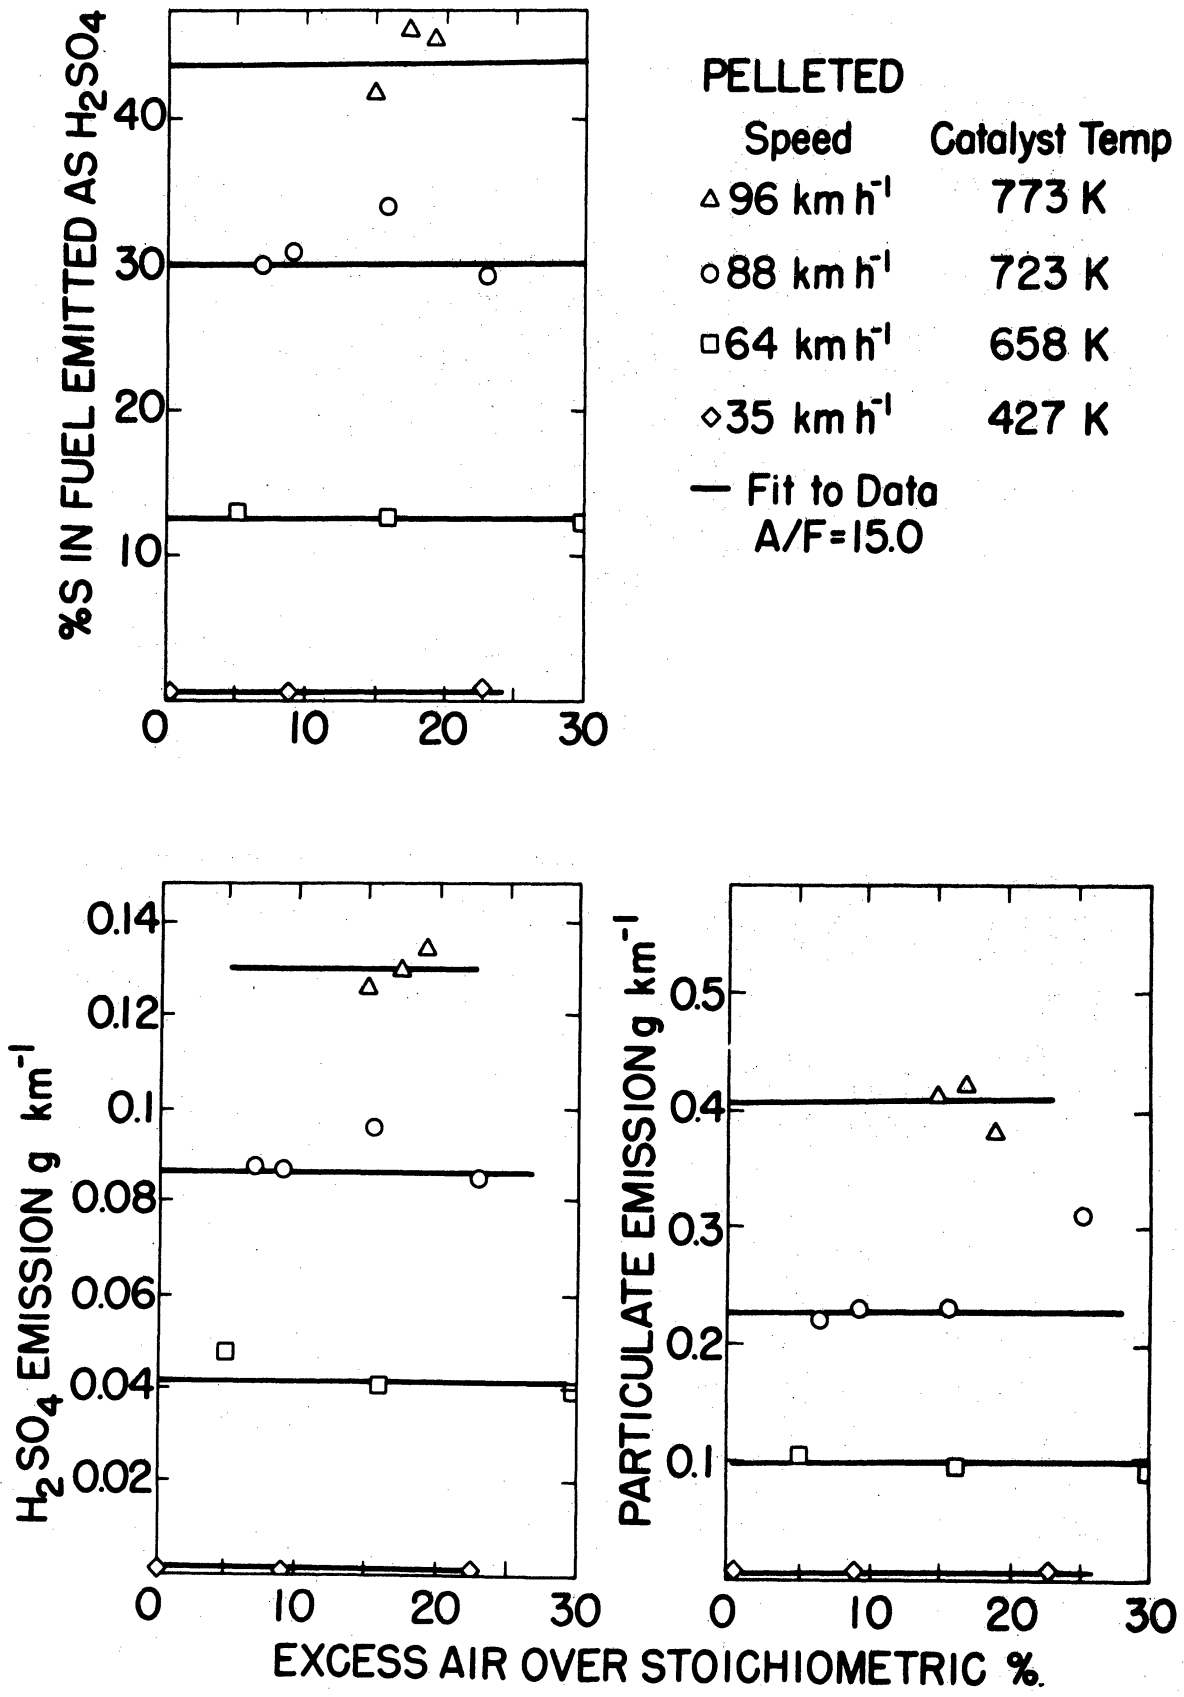 %S IN FUEL EMITTED AS H₂SO₄
40
30
20
10
0 10 20 30
PELLETED
Speed Catalyst Temp
△ 96 km h⁻¹ 773 K
○ 88 km h⁻¹ 723 K
□ 64 km h⁻¹ 658 K
◇ 35 km h⁻¹ 427 K
— Fit to Data
A/F=15.0
H₂SO₄ EMISSION g km⁻¹
0.14
0.12
0.1
0.08
0.06
0.04
0.02
0 10 20 30
PARTICULATE EMISSION g km⁻¹
0.5
0.4
0.3
0.2
0.1
0 10 20 30
EXCESS AIR OVER STOICHIOMETRIC %.